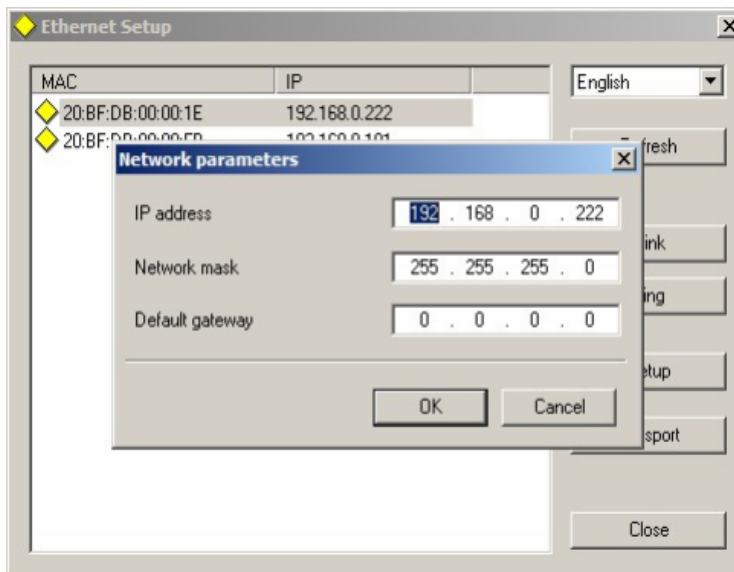 Ethernet Setup
MAC IP
English
20:BF:DB:00:00:1E 192.168.0.222
Network parameters
IP address 192 . 168 . 0 . 222
Network mask 255 . 255 . 255 . 0
Default gateway 0 . 0 . 0 . 0
OK Cancel
Close